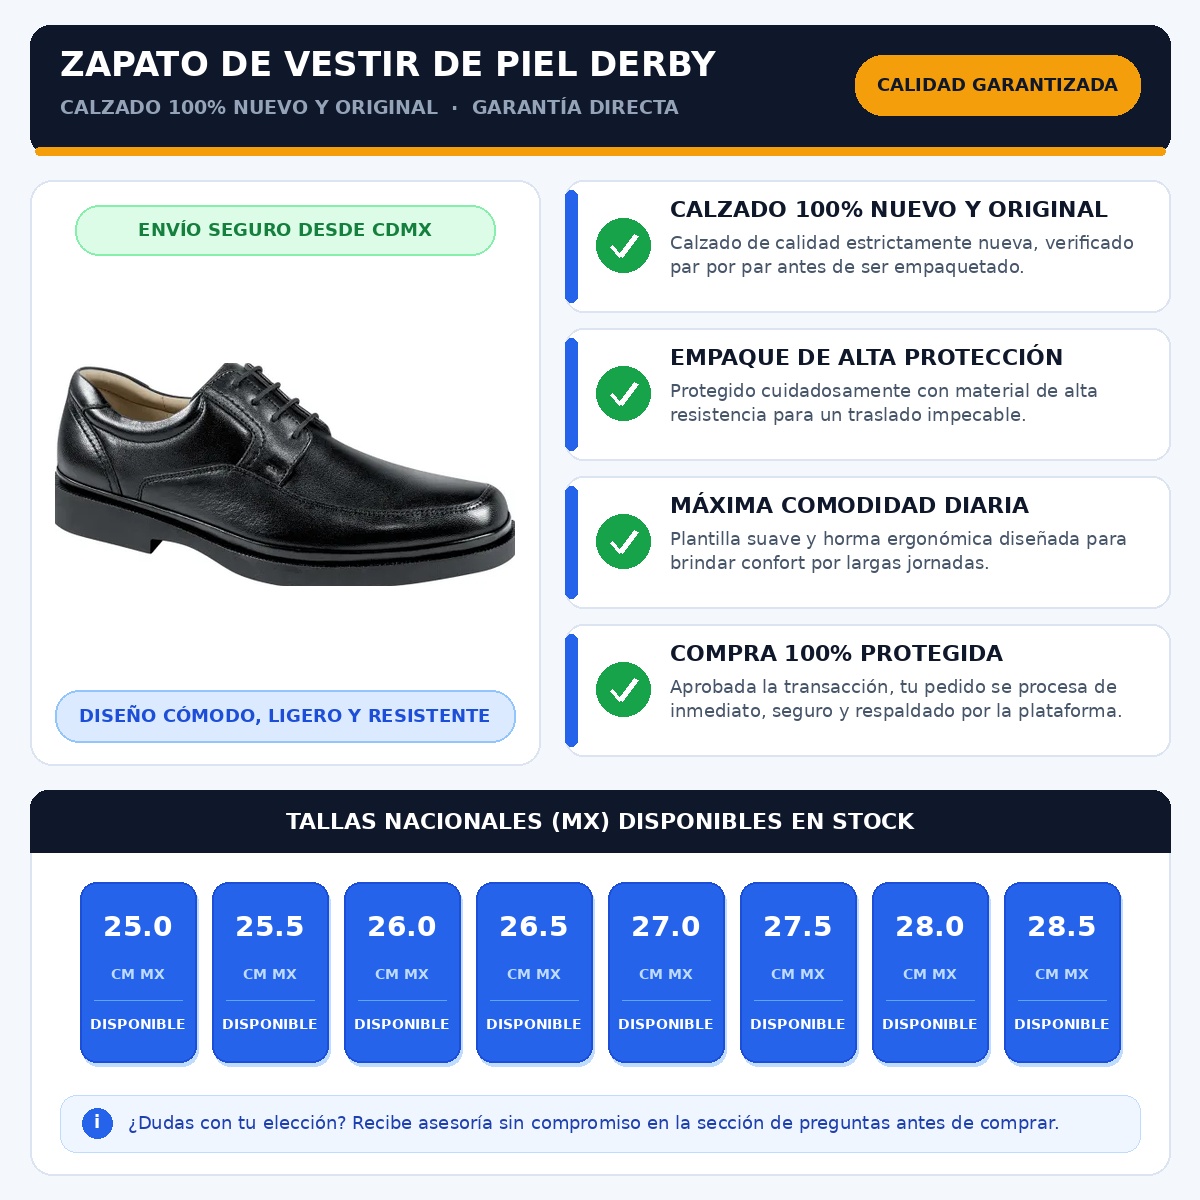 ZAPATO DE VESTIR DE PIEL DERBY
CALZADO 100% NUEVO Y ORIGINAL · GARANTÍA DIRECTA
CALIDAD GARANTIZADA
ENVÍO SEGURO DESDE CDMX
DISEÑO CÓMODO, LIGERO Y RESISTENTE
CALZADO 100% NUEVO Y ORIGINAL
Calzado de calidad estrictamente nueva, verificado
par por par antes de ser empaquetado.
EMPAQUE DE ALTA PROTECCIÓN
Protegido cuidadosamente con material de alta
resistencia para un traslado impecable.
MÁXIMA COMODIDAD DIARIA
Plantilla suave y horma ergonómica diseñada para
brindar confort por largas jornadas.
COMPRA 100% PROTEGIDA
Aprobada la transacción, tu pedido se procesa de
inmediato, seguro y respaldado por la plataforma.
TALLAS NACIONALES (MX) DISPONIBLES EN STOCK
25.0 25.5 26.0 26.5 27.0 27.5 28.0 28.5
CM MX CM MX CM MX CM MX CM MX CM MX CM MX CM MX
DISPONIBLE DISPONIBLE DISPONIBLE DISPONIBLE DISPONIBLE DISPONIBLE DISPONIBLE DISPONIBLE
i ¿Dudas con tu elección? Recibe asesoría sin compromiso en la sección de preguntas antes de comprar.